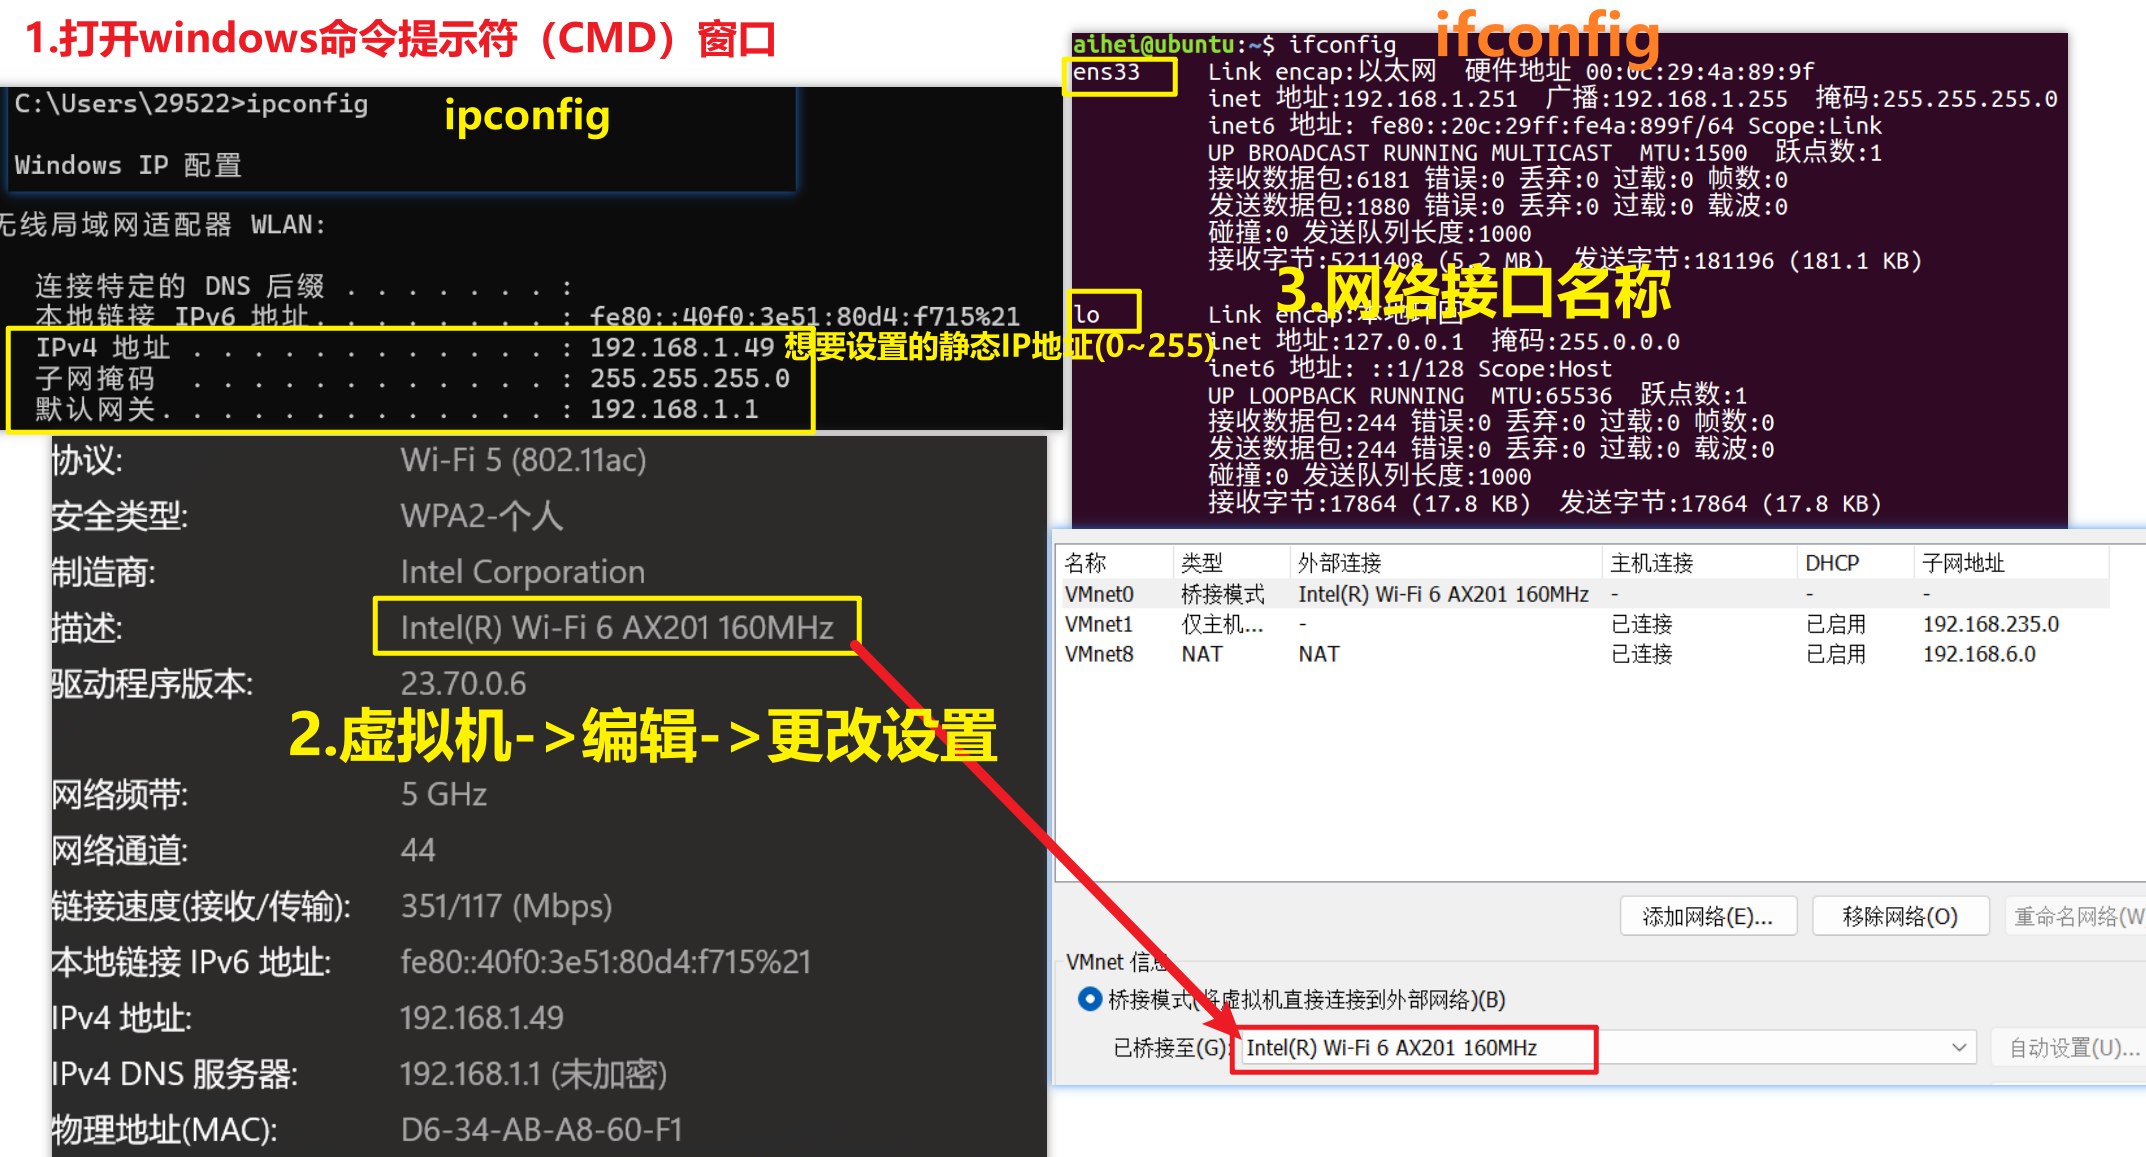 1.打开windows命令提示符（CMD）窗口
C:\Users\29522>ipconfig
ipconfig
Windows IP 配置
无线局域网适配器 WLAN:
连接特定的 DNS 后缀 . . . . . . . :
本地链接 IPv6 地址. . . . . . . . : fe80::40f0:3e51:80d4:f715%21
IPv4 地址 . . . . . . . . . . . . : 192.168.1.49
想要设置的静态IP地址(0~255)
子网掩码 . . . . . . . . . . . . : 255.255.255.0
默认网关. . . . . . . . . . . . . : 192.168.1.1
协议: Wi-Fi 5 (802.11ac)
安全类型: WPA2-个人
制造商: Intel Corporation
描述: Intel(R) Wi-Fi 6 AX201 160MHz
驱动程序版本: 23.70.0.6
2.虚拟机->编辑->更改设置
网络频带: 5 GHz
网络通道: 44
链接速度(接收/传输): 351/117 (Mbps)
本地链接 IPv6 地址: fe80::40f0:3e51:80d4:f715%21
IPv4 地址: 192.168.1.49
IPv4 DNS 服务器: 192.168.1.1 (未加密)
物理地址(MAC): D6-34-AB-A8-60-F1
ifconfig
aihei@ubuntu:~$ ifconfig
ens33 Link encap:以太网 硬件地址 00:0c:29:4a:89:9f
inet 地址:192.168.1.251 广播:192.168.1.255 掩码:255.255.255.0
inet6 地址: fe80::20c:29ff:fe4a:899f/64 Scope:Link
UP BROADCAST RUNNING MULTICAST MTU:1500 跃点数:1
接收数据包:6181 错误:0 丢弃:0 过载:0 帧数:0
发送数据包:1880 错误:0 丢弃:0 过载:0 载波:0
碰撞:0 发送队列长度:1000
接收字节:5211408 (5.2 MB) 发送字节:181196 (181.1 KB)
3.网络接口名称
lo Link encap:本地环回
inet 地址:127.0.0.1 掩码:255.0.0.0
inet6 地址: ::1/128 Scope:Host
UP LOOPBACK RUNNING MTU:65536 跃点数:1
接收数据包:244 错误:0 丢弃:0 过载:0 帧数:0
发送数据包:244 错误:0 丢弃:0 过载:0 载波:0
碰撞:0 发送队列长度:1000
接收字节:17864 (17.8 KB) 发送字节:17864 (17.8 KB)
名称 类型 外部连接 主机连接 DHCP 子网地址
VMnet0 桥接模式 Intel(R) Wi-Fi 6 AX201 160MHz - - -
VMnet1 仅主机... - 已连接 已启用 192.168.235.0
VMnet8 NAT NAT 已连接 已启用 192.168.6.0
添加网络(E)... 移除网络(O) 重命名网络(W
VMnet 信息
桥接模式(将虚拟机直接连接到外部网络)(B)
已桥接至(G): Intel(R) Wi-Fi 6 AX201 160MHz 自动设置(U)...